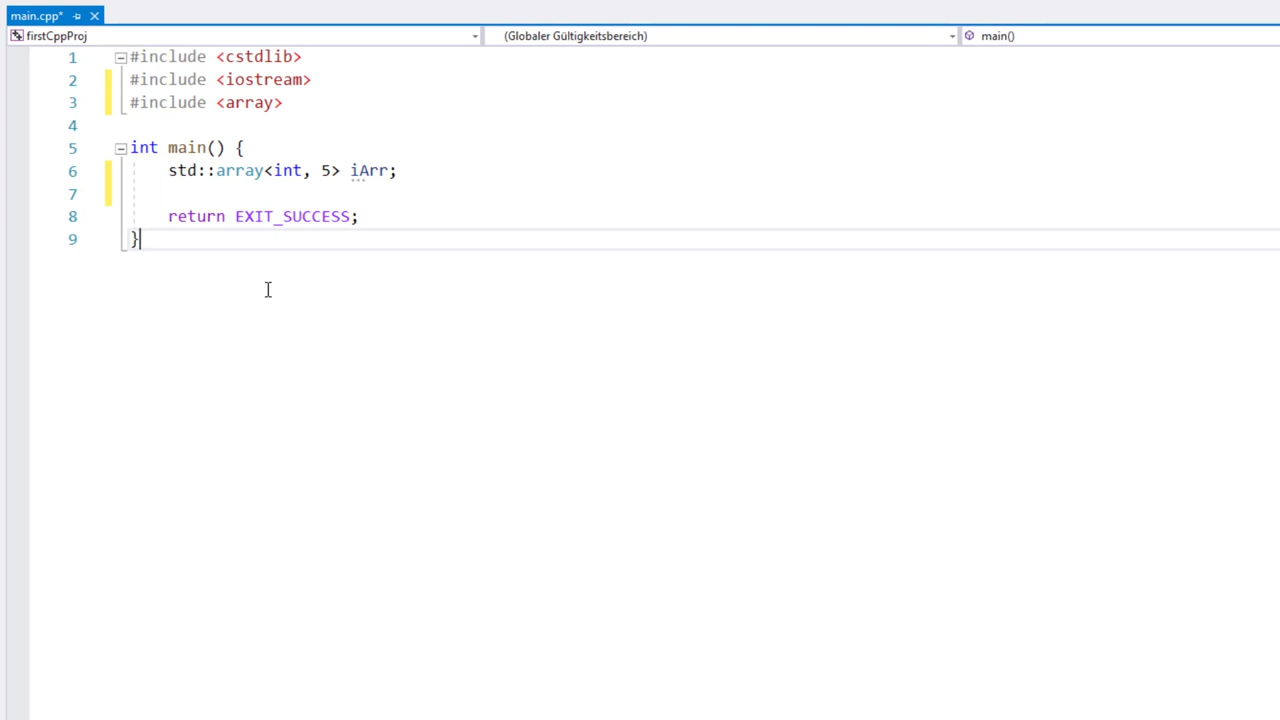 main.cpp*
firstCppProj (Globaler Gültigkeitsbereich) main()
1 #include <cstdlib>
2 #include <iostream>
3 #include <array>
4
5 int main() {
6 std::array<int, 5> iArr;
7
8 return EXIT_SUCCESS;
9 }